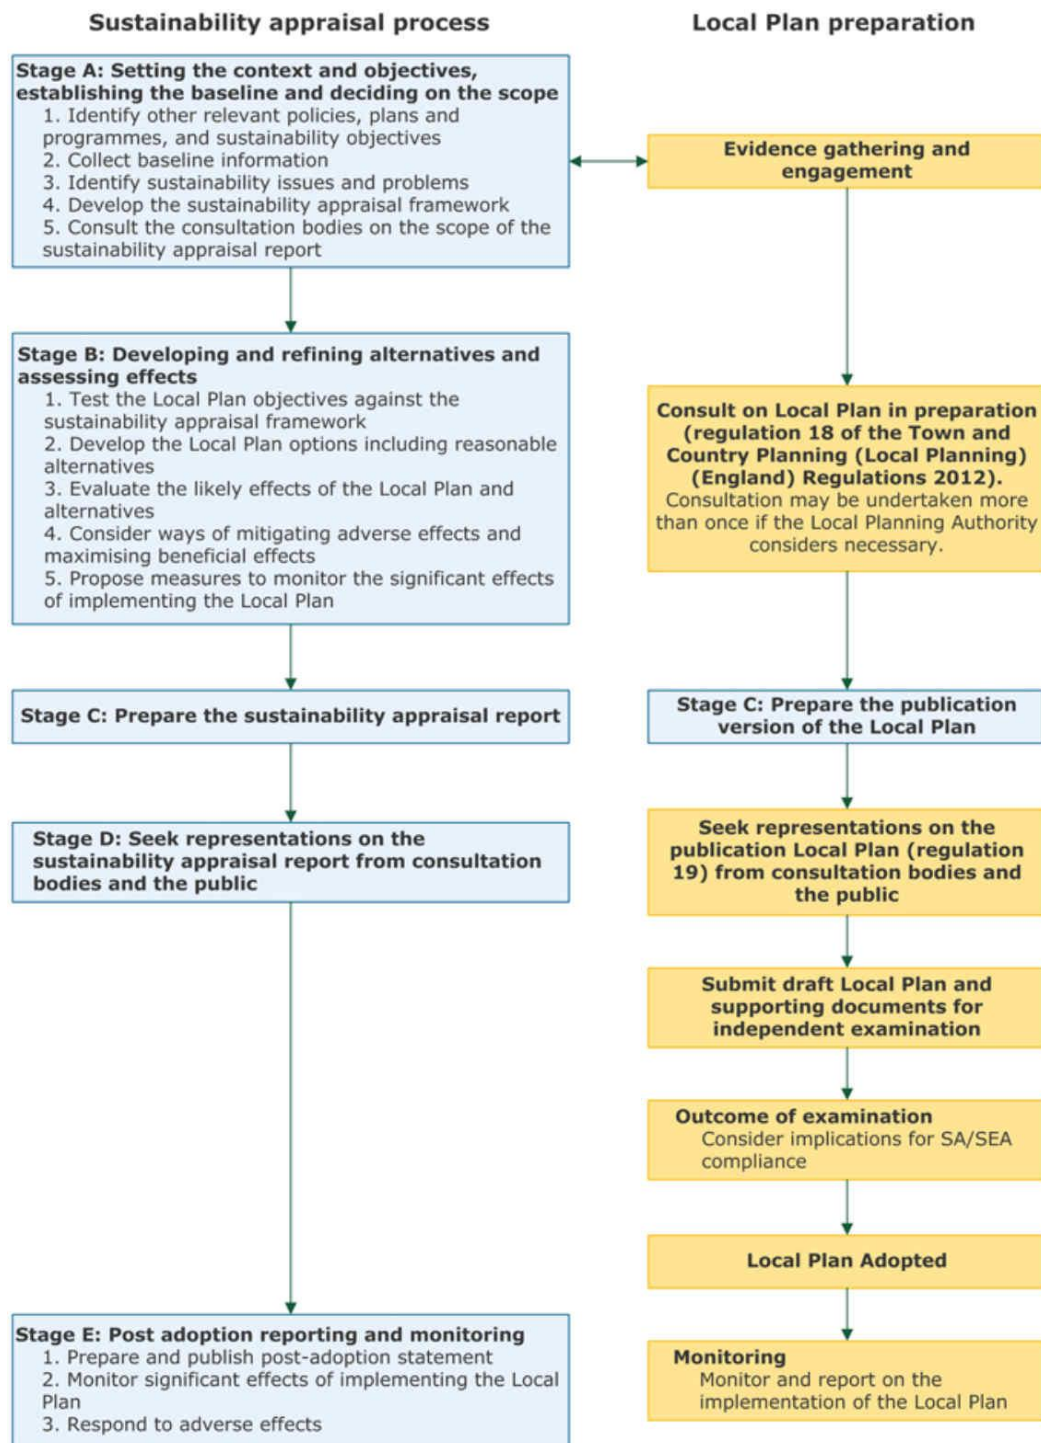 Sustainability appraisal process
Local Plan preparation
Stage A: Setting the context and objectives,
establishing the baseline and deciding on the scope
1. Identify other relevant policies, plans and
programmes, and sustainability objectives
2. Collect baseline information
3. Identify sustainability issues and problems
4. Develop the sustainability appraisal framework
5. Consult the consultation bodies on the scope of the
sustainability appraisal report
Evidence gathering and
engagement
Stage B: Developing and refining alternatives and
assessing effects
1. Test the Local Plan objectives against the
sustainability appraisal framework
2. Develop the Local Plan options including reasonable
alternatives
3. Evaluate the likely effects of the Local Plan and
alternatives
4. Consider ways of mitigating adverse effects and
maximising beneficial effects
5. Propose measures to monitor the significant effects
of implementing the Local Plan
Consult on Local Plan in preparation
(regulation 18 of the Town and
Country Planning (Local Planning)
(England) Regulations 2012).
Consultation may be undertaken more
than once if the Local Planning Authority
considers necessary.
Stage C: Prepare the sustainability appraisal report
Stage C: Prepare the publication
version of the Local Plan
Stage D: Seek representations on the
sustainability appraisal report from consultation
bodies and the public
Seek representations on the
publication Local Plan (regulation
19) from consultation bodies and
the public
Submit draft Local Plan and
supporting documents for
independent examination
Outcome of examination
Consider implications for SA/SEA
compliance
Local Plan Adopted
Stage E: Post adoption reporting and monitoring
1. Prepare and publish post-adoption statement
2. Monitor significant effects of implementing the Local
Plan
3. Respond to adverse effects
Monitoring
Monitor and report on the
implementation of the Local Plan